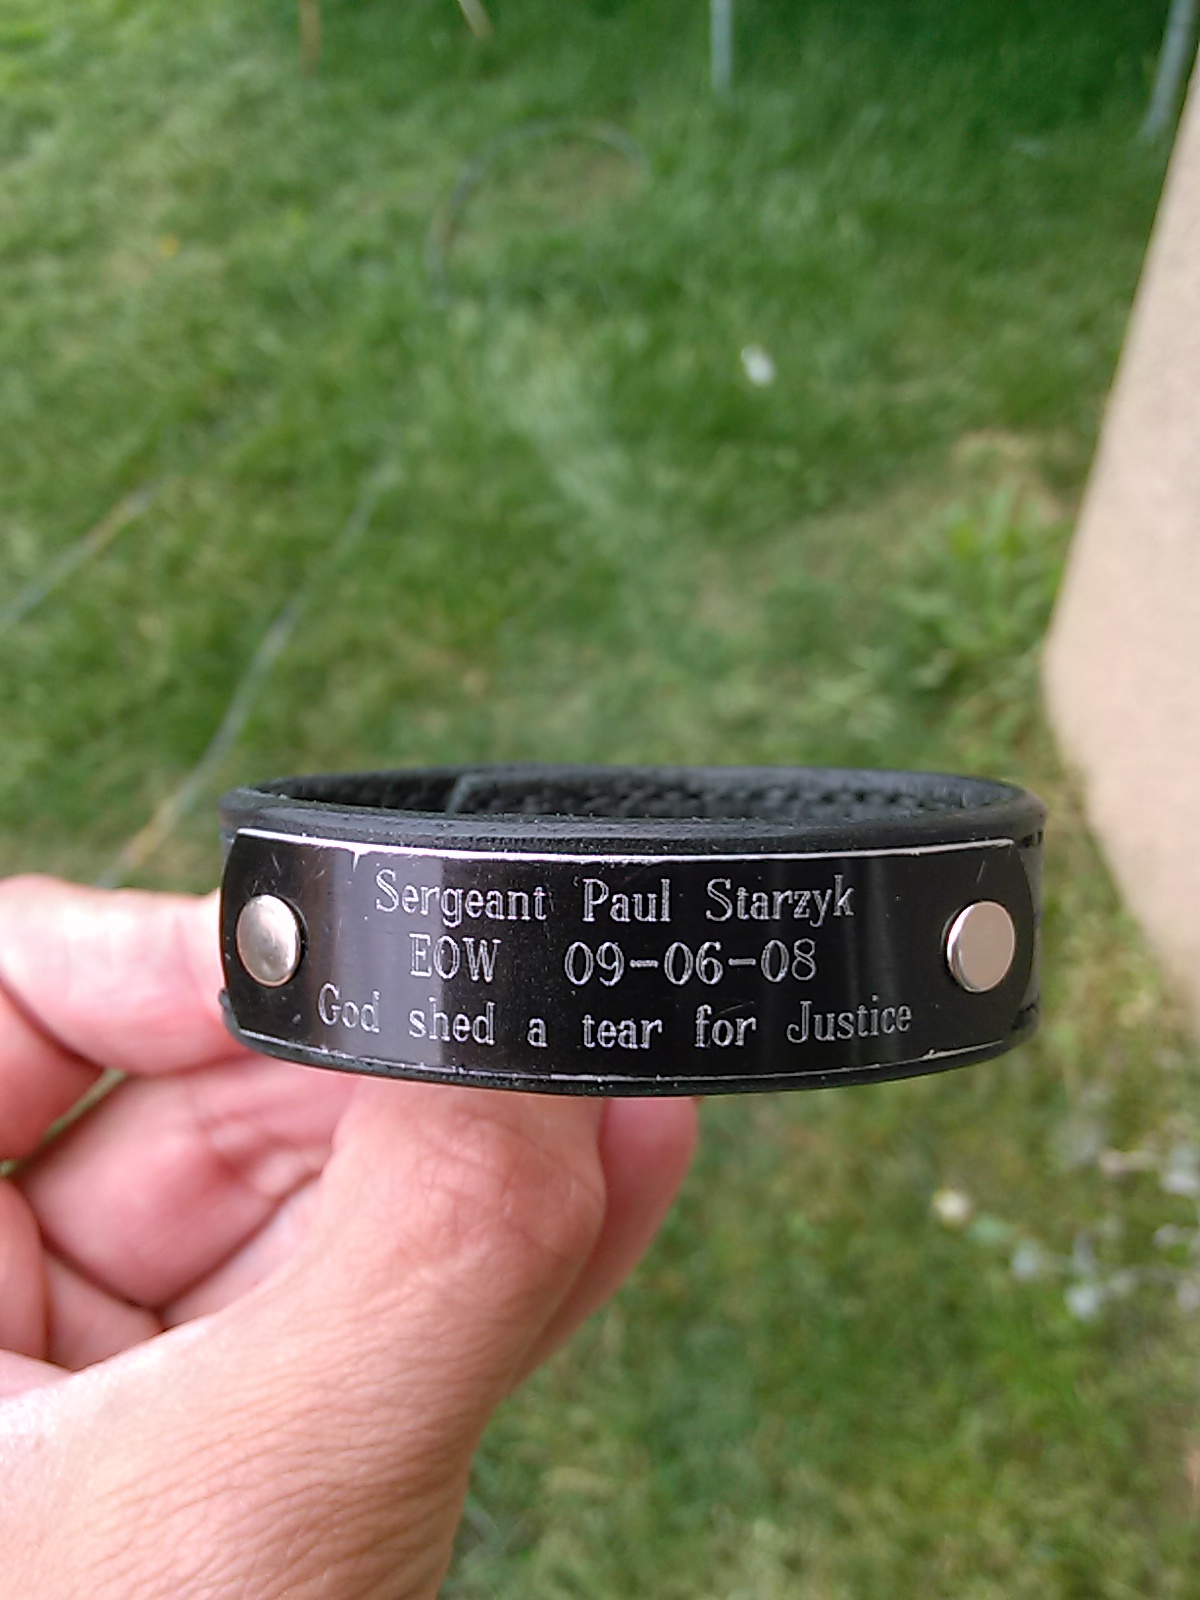 Sergeant Paul Starzyk
EOW 09-06-08
God shed a tear for Justice